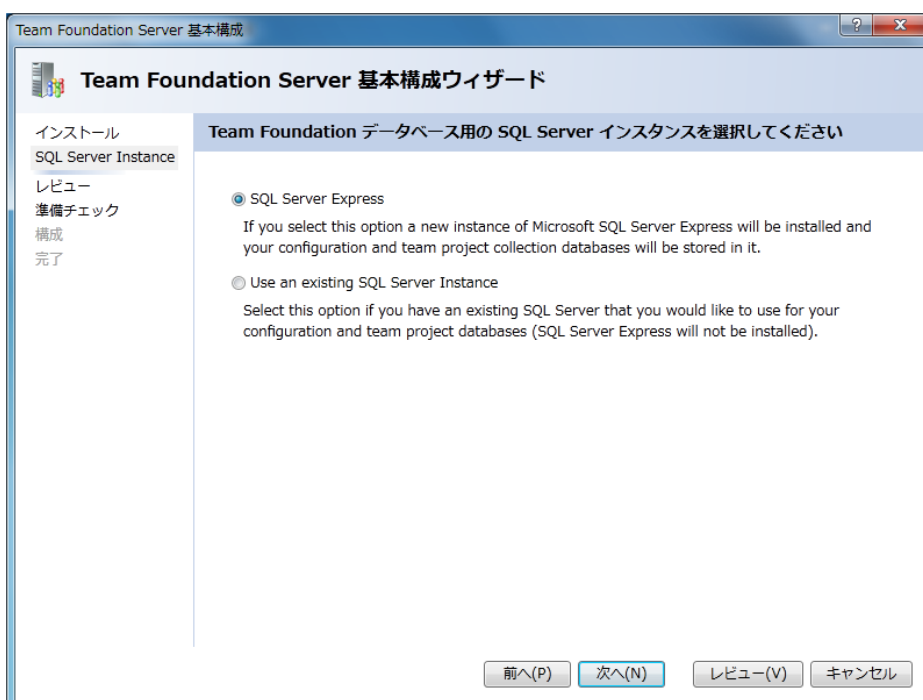 Team Foundation Server 基本構成
Team Foundation Server 基本構成ウィザード
インストール
SQL Server Instance
レビュー
準備チェック
構成
完了
Team Foundation データベース用の SQL Server インスタンスを選択してください
SQL Server Express
If you select this option a new instance of Microsoft SQL Server Express will be installed and
your configuration and team project collection databases will be stored in it.
Use an existing SQL Server Instance
Select this option if you have an existing SQL Server that you would like to use for your
configuration and team project databases (SQL Server Express will not be installed).
前へ(P)
次へ(N)
レビュー(V)
キャンセル